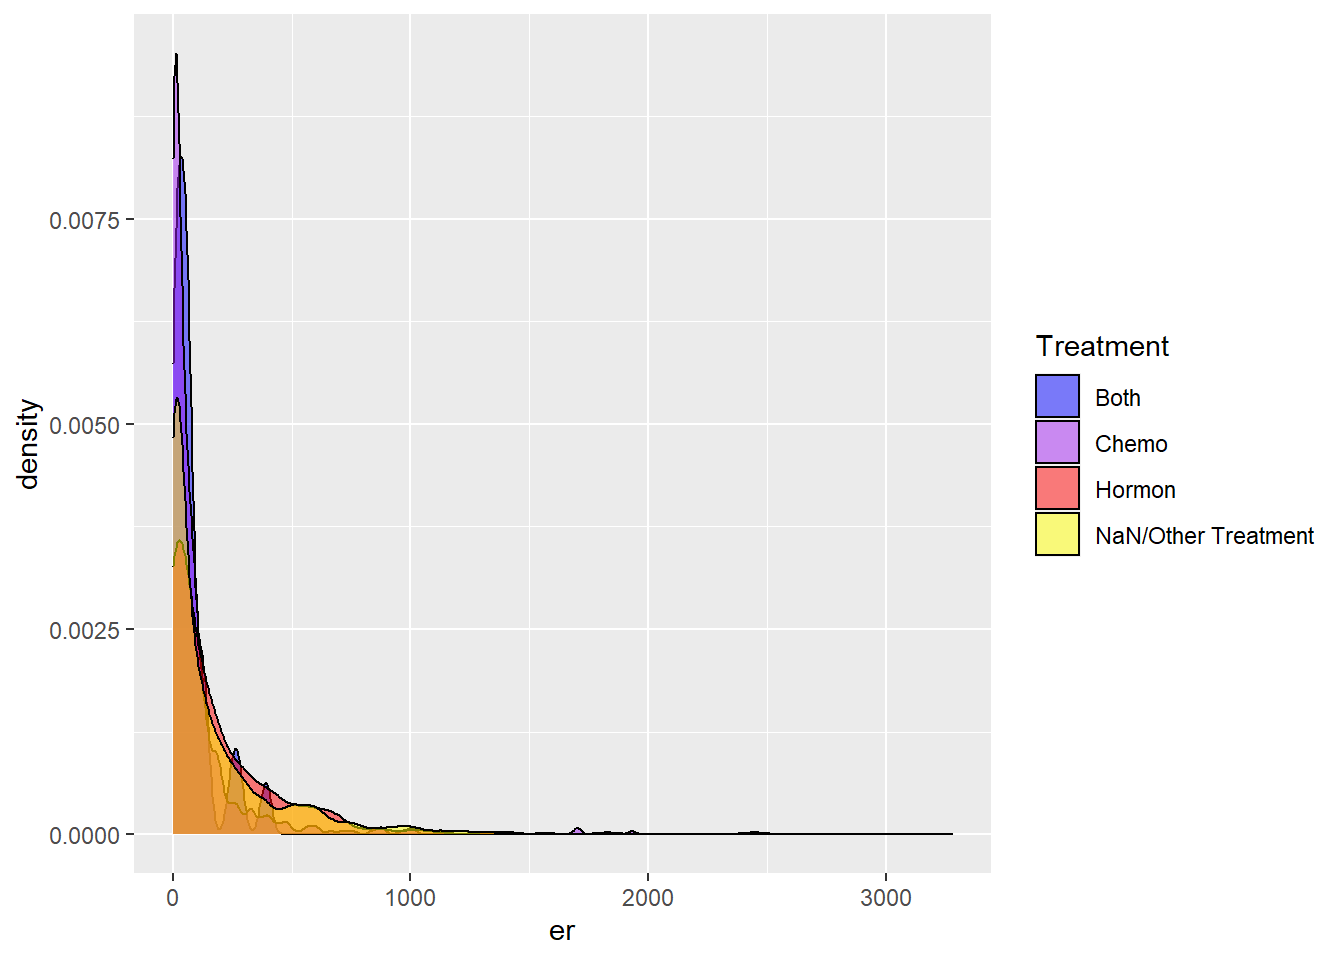 0.0075
0.0050
0.0025
0.0000
density
0 1000 2000 3000
er
Treatment
Both
Chemo
Hormon
NaN/Other Treatment